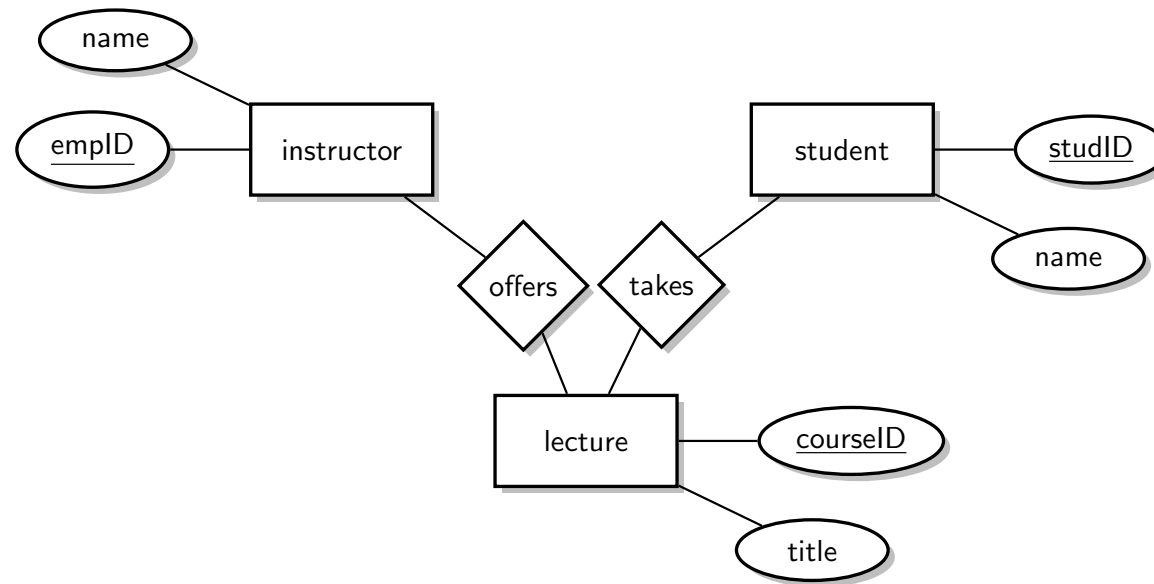 name
empID
instructor
student
studID
name
offers
takes
lecture
courseID
title